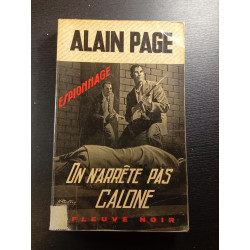 ALAIN PAGE
ESPIONNAGE
ON N'ARRÊTE PAS
CALONE
FLEUVE NOIR